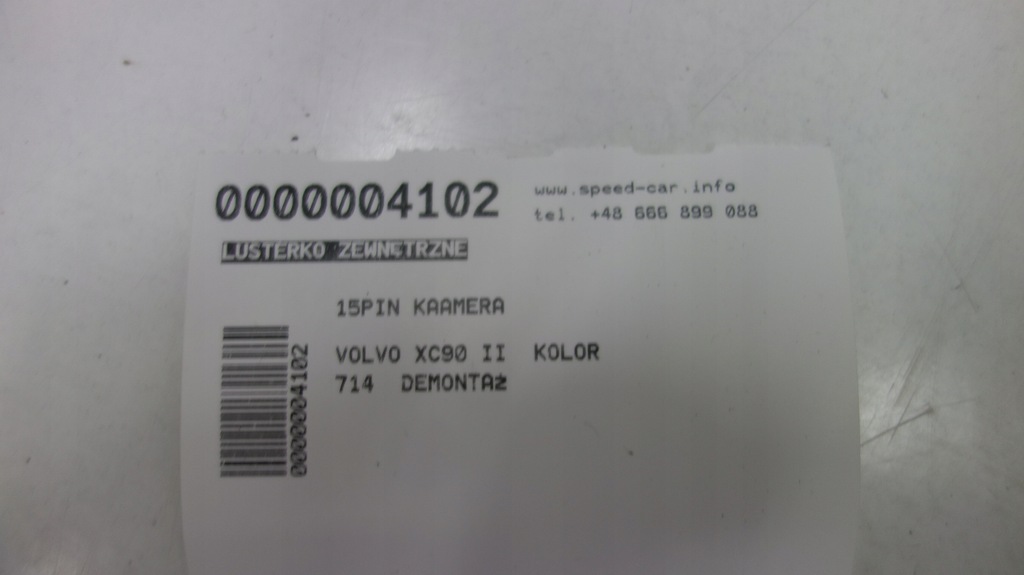 0000004102
www.speed-car.info
tel. +48 666 899 088
LUSTERKO ZEWNĘTRZNE
15PIN KAAMERA
VOLVO XC90 II KOLOR
714 DEMONTAŻ
0000004102